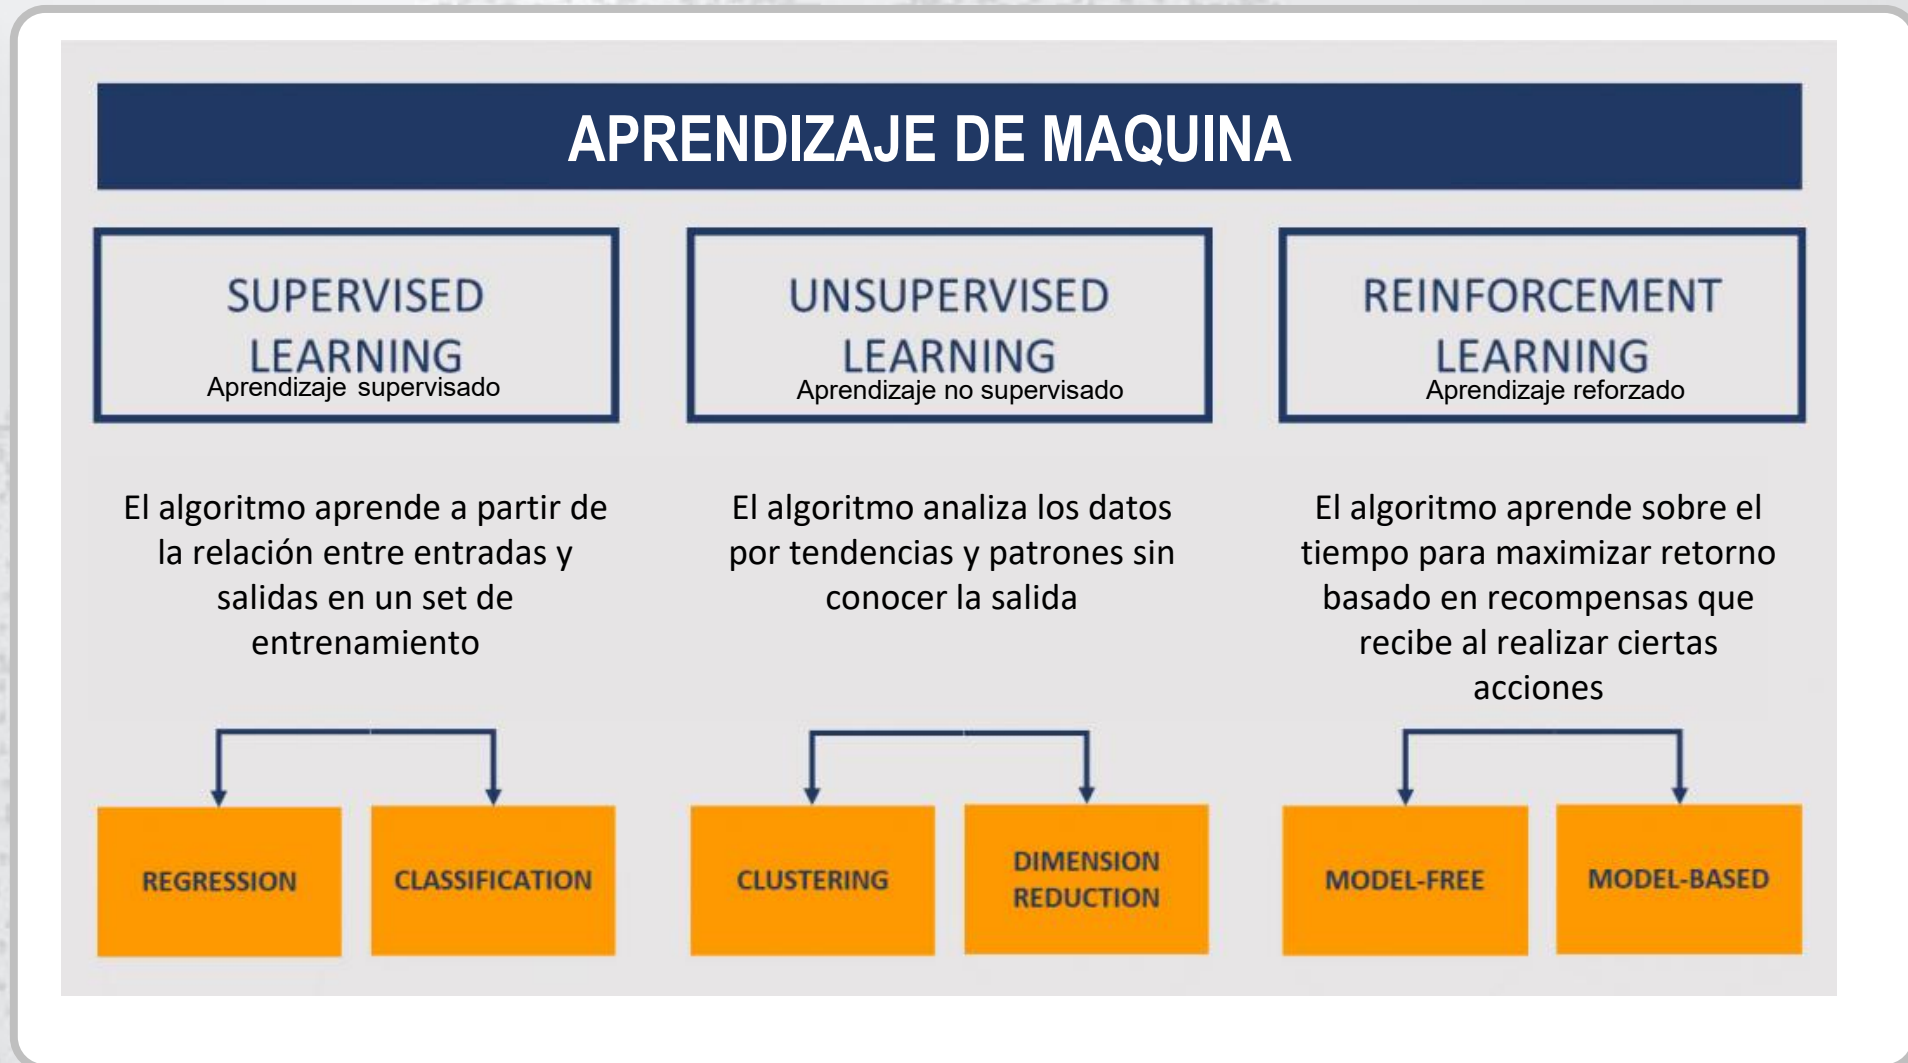 APRENDIZAJE DE MAQUINA
SUPERVISED
LEARNING
Aprendizaje supervisado
El algoritmo aprende a partir de
la relación entre entradas y
salidas en un set de
entrenamiento
REGRESSION
CLASSIFICATION
UNSUPERVISED
LEARNING
Aprendizaje no supervisado
El algoritmo analiza los datos
por tendencias y patrones sin
conocer la salida
CLUSTERING
DIMENSION
REDUCTION
REINFORCEMENT
LEARNING
Aprendizaje reforzado
El algoritmo aprende sobre el
tiempo para maximizar retorno
basado en recompensas que
recibe al realizar ciertas
acciones
MODEL-FREE
MODEL-BASED